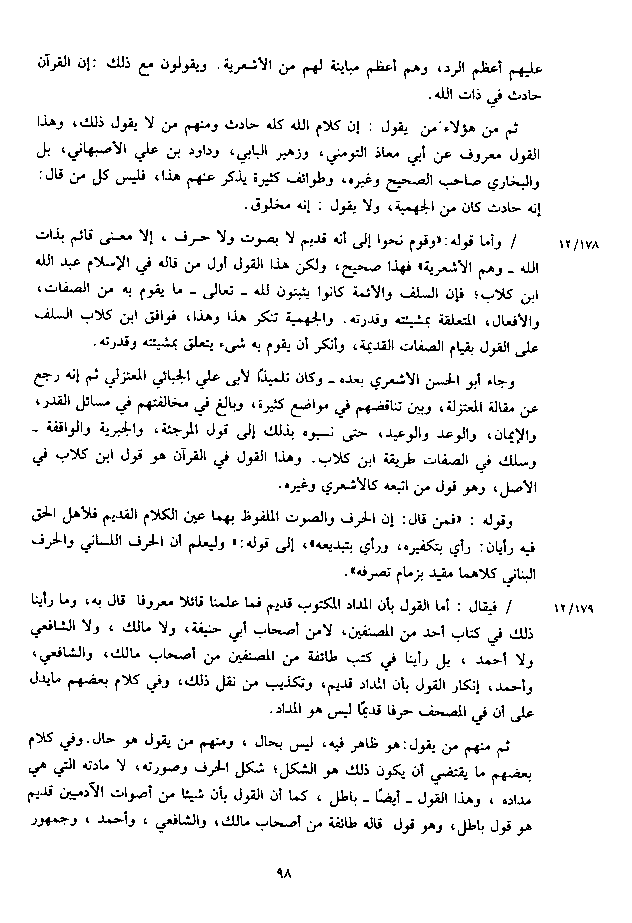 عليهم أعظم الرد، وهم أعظم مباينة لهم من الأشعرية. ويقولون مع ذلك : إن القرآن
حادث في ذات الله.
ثم من هؤلاء من يقول : إن كلام الله كله حادث ومنهم من لا يقول ذلك، وهذا
القول معروف عن أبي معاذ التومني، وزهير البابي، وداود بن علي الأصبهاني، بل
والبخاري صاحب الصحيح وغيره، وطوائف كثيرة يذكر عنهم هذا، فليس كل من قال:
إنه حادث كان من الجهمية، ولا يقول : إنه مخلوق.
١٢/١٧٨ / وأما قوله: «وقوم نحوا إلى أنه قديم لا بصوت ولا حرف ، إلا معنى قائم بذات
الله ـ وهم الأشعرية» فهذا صحيح، ولكن هذا القول أول من قاله في الإسلام عبد الله
ابن كلاب؛ فإن السلف والأئمة كانوا يثبتون لله ـ تعالى ـ ما يقوم به من الصفات،
والأفعال، المتعلقة بمشيئته وقدرته. والجهمية تنكر هذا وهذا، فوافق ابن كلاب السلف
على القول بقيام الصفات القديمة، وأنكر أن يقوم به شيء يتعلق بمشيئته وقدرته.
وجاء أبو الحسن الأشعري بعده ـ وكان تلميذًا لأبى علي الجبائي المعتزلي ثم إنه رجع
عن مقالة المعتزلة، وبين تناقضهم في مواضع كثيرة، وبالغ في مخالفتهم في مسائل القدر،
والإيمان، والوعد والوعيد، حتى نسبوه بذلك إلى قول المرجئة، والجبرية والواقفة ـ
وسلك في الصفات طريقة ابن كلاب. وهذا القول في القرآن هو قول ابن كلاب في
الأصل، وهو قول من اتبعه كالأشعري وغيره.
وقوله : «فمن قال: إن الحرف والصوت الملفوظ بهما عين الكلام القديم فلأهل الحق
فيه رأيان: رأي بتكفيره، ورأي بتبديعه»، إلى قوله:« وليعلم أن الحرف اللساني والحرف
البناني كلاهما مقيد بزمام تصرفه».
١٢/١٧٩ / فيقال : أما القول بأن المداد المكتوب قديم فما علمنا قائلا معروفا قال به، وما رأينا
ذلك في كتاب أحد من المصنفين، لامن أصحاب أبي حنيفة، ولا مالك ، ولا الشافعي
ولا أحمد ، بل رأينا في كتب طائفة من المصنفين من أصحاب مالك، والشافعي،
وأحمد، إنكار القول بأن المداد قديم، وتكذيب من نقل ذلك، وفي كلام بعضهم مايدل
على أن في المصحف حرفا قديمًا ليس هو المداد.
ثم منهم من يقول: هو ظاهر فيه، ليس بحال ، ومنهم من يقول هو حال. وفي كلام
بعضهم ما يقتضي أن يكون ذلك هو الشكل؛ شكل الحرف وصورته، لا مادته التي هي
مداده ، وهذا القول ـ أيضًا ـ باطل ، كما أن القول بأن شيئا من أصوات الآدميين قديم
هو قول باطل، وهو قول قاله طائفة من أصحاب مالك، والشافعي ، وأحمد ، وجمهور
٩٨